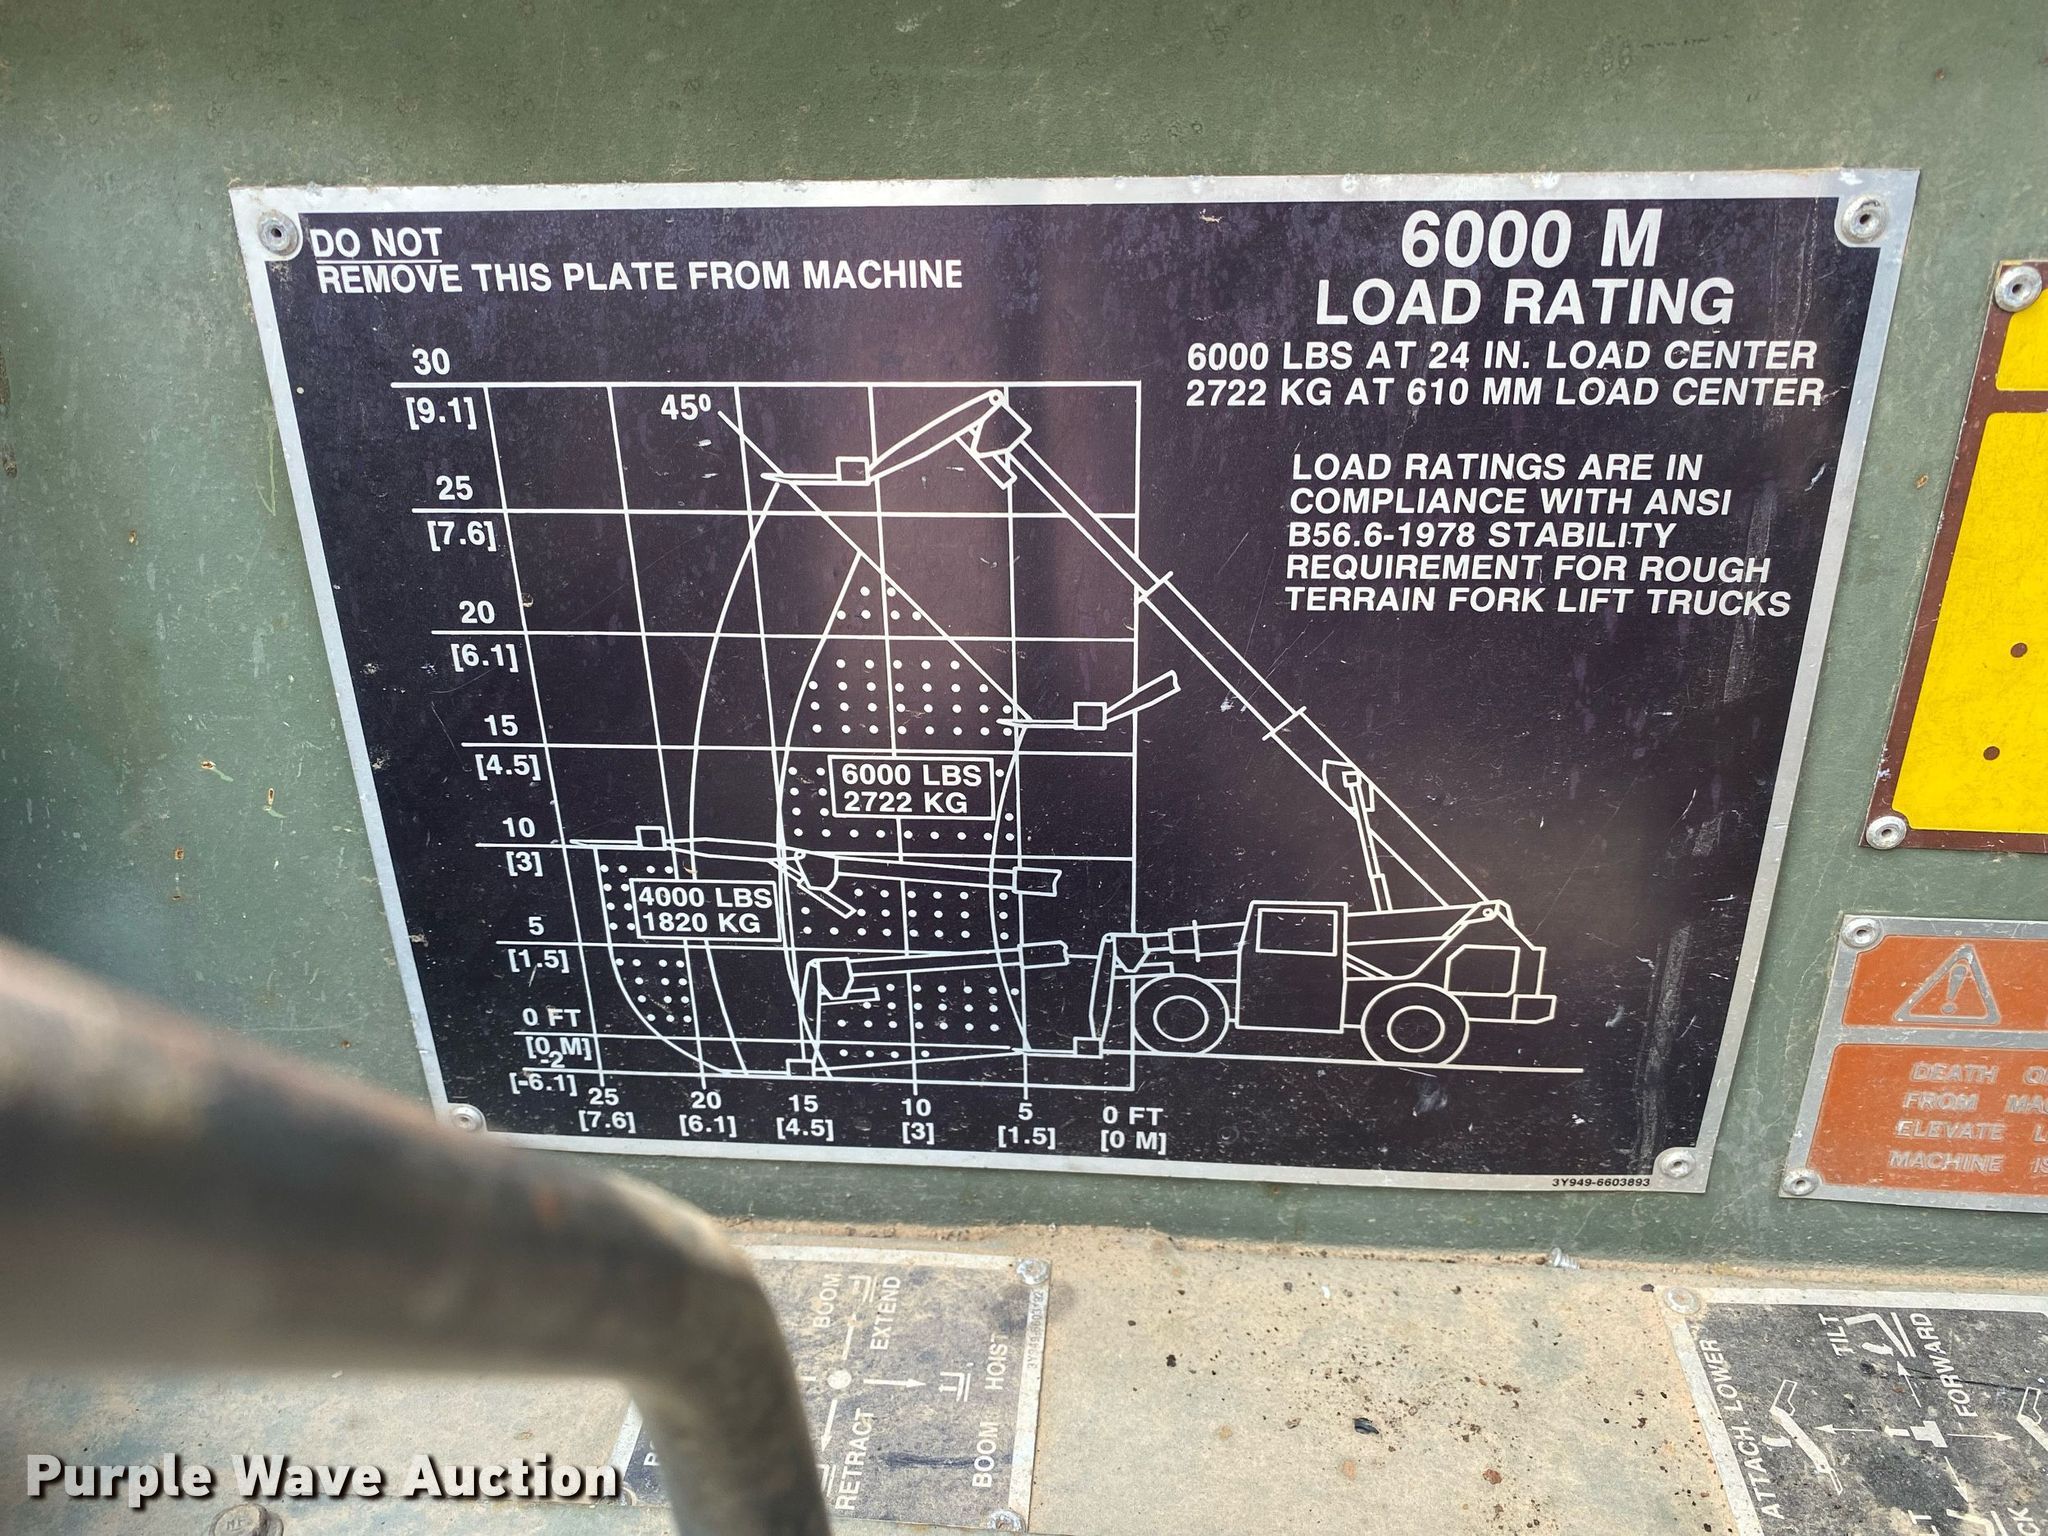 DO NOT
REMOVE THIS PLATE FROM MACHINE
6000 M
LOAD RATING
6000 LBS AT 24 IN. LOAD CENTER
2722 KG AT 610 MM LOAD CENTER
LOAD RATINGS ARE IN
COMPLIANCE WITH ANSI
B56.6-1978 STABILITY
REQUIREMENT FOR ROUGH
TERRAIN FORK LIFT TRUCKS
30
[9.1]
45º
25
[7.6]
20
[6.1]
15
[4.5]
6000 LBS
2722 KG
10
[3]
4000 LBS
1820 KG
5
[1.5]
0 FT
[0 M]
-2
[-6.1]
25
[7.6]
20
[6.1]
15
[4.5]
10
[3]
5
[1.5]
0 FT
[0 M]
3Y949-6603893
DEATH
FROM
ELEVATE
MACHINE
BOOM
EXTEND
RETRACT
BOOM HOIST
TILT
FORWARD
ATTACH. LOWER
Purple Wave Auction